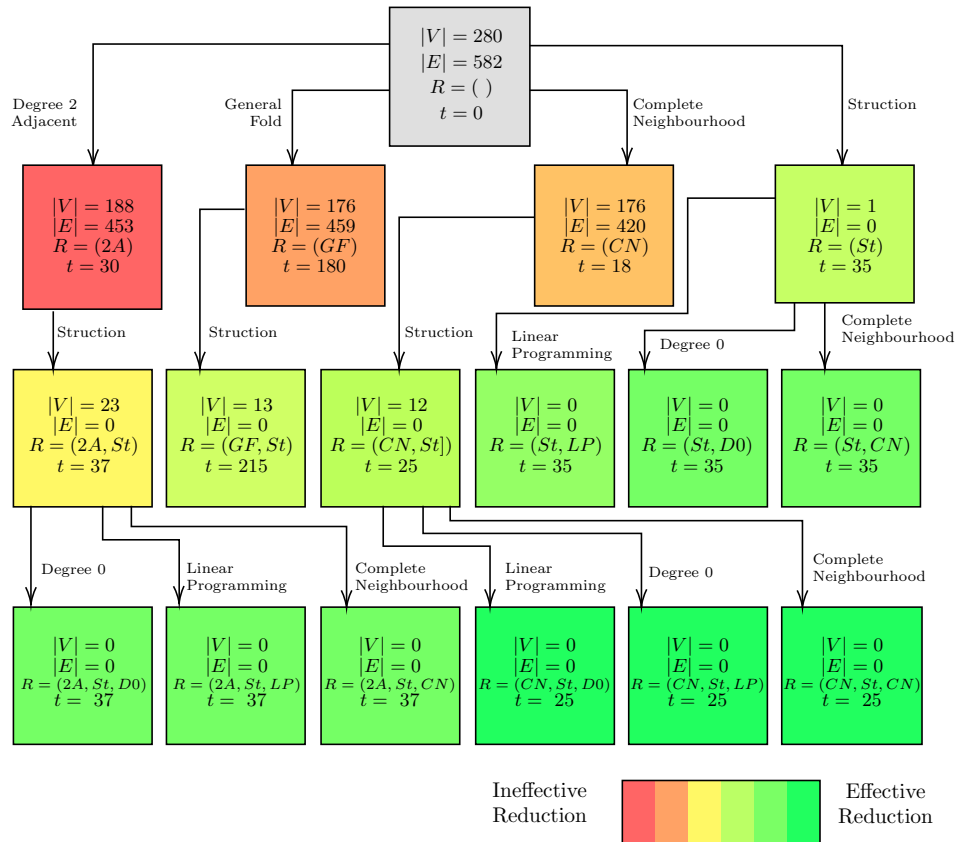 |V| = 280
|E| = 582
R = ( )
t = 0
Degree 2
Adjacent
General
Fold
Complete
Neighbourhood
Struction
|V| = 188
|E| = 453
R = (2A)
t = 30
|V| = 176
|E| = 459
R = (GF)
t = 180
|V| = 176
|E| = 420
R = (CN)
t = 18
|V| = 1
|E| = 0
R = (St)
t = 35
Struction
Struction
Struction
Linear
Programming
Degree 0
Complete
Neighbourhood
|V| = 23
|E| = 0
R = (2A, St)
t = 37
|V| = 13
|E| = 0
R = (GF, St)
t = 215
|V| = 12
|E| = 0
R = (CN, St])
t = 25
|V| = 0
|E| = 0
R = (St, LP)
t = 35
|V| = 0
|E| = 0
R = (St, D0)
t = 35
|V| = 0
|E| = 0
R = (St, CN)
t = 35
Degree 0
Linear
Programming
Complete
Neighbourhood
Linear
Programming
Degree 0
Complete
Neighbourhood
|V| = 0
|E| = 0
R = (2A, St, D0)
t = 37
|V| = 0
|E| = 0
R = (2A, St, LP)
t = 37
|V| = 0
|E| = 0
R = (2A, St, CN)
t = 37
|V| = 0
|E| = 0
R = (CN, St, D0)
t = 25
|V| = 0
|E| = 0
R = (CN, St, LP)
t = 25
|V| = 0
|E| = 0
R = (CN, St, CN)
t = 25
Ineffective
Reduction
Effective
Reduction